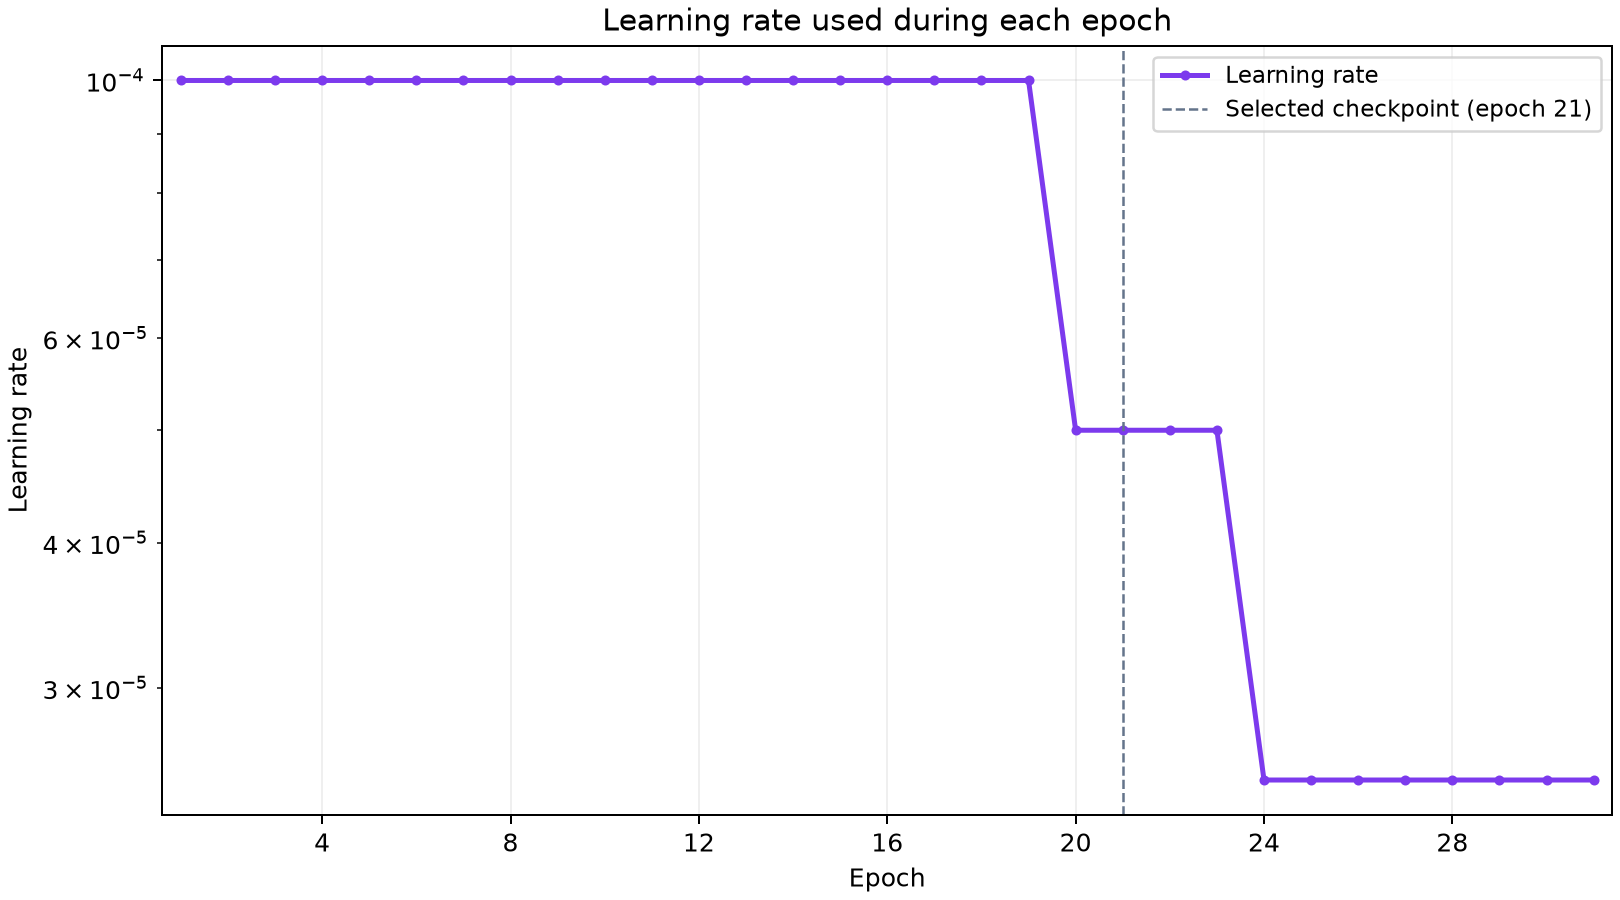 Learning rate used during each epoch
Learning rate
Selected checkpoint (epoch 21)
10⁻⁴
6 × 10⁻⁵
4 × 10⁻⁵
3 × 10⁻⁵
Learning rate
4 8 12 16 20 24 28
Epoch